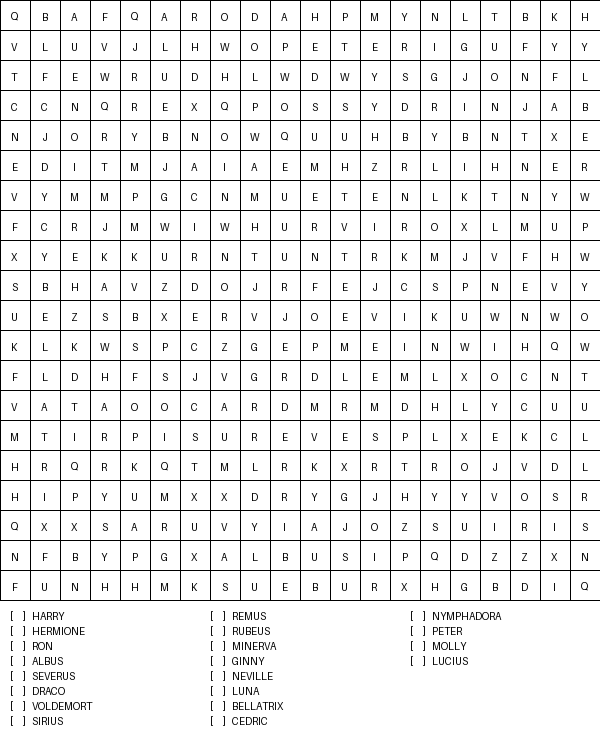 Q B A F Q A R O D A H P M Y N L T B K H
V L U V J L H W O P E T E R I G U F Y Y
T F E W R U D H L W D W Y S G J O N F L
C C N Q R E X Q P O S S Y D R I N J A B
N J O R Y B N O W Q U U H B Y B N T X E
E D I T M J A I A E M H Z R L I H N E R
V Y M M P G C N M U E T E N L K T N Y W
F C R J M W I W H U R V I R O X L M U P
X Y E K K U R N T U N T R K M J V F H W
S B H A V Z D O J R F E J C S P N E V Y
U E Z S B X E R V J O E V I K U W N W O
K L K W S P C Z G E P M E I N W I H Q W
F L D H F S J V G R D L E M L X O C N T
V A T A O O C A R D M R M D H L Y C U U
M T I R P I S U R E V E S P L X E K C L
H R Q R K Q T M L R K X R T R O J V D L
H I P Y U M X X D R Y G J H Y Y V O S R
Q X X S A R U V Y I A J O Z S U I R I S
N F B Y P G X A L B U S I P Q D Z Z X N
F U N H H M K S U E B U R X H G B D I Q
[ ] HARRY
[ ] HERMIONE
[ ] RON
[ ] ALBUS
[ ] SEVERUS
[ ] DRACO
[ ] VOLDEMORT
[ ] SIRIUS
[ ] REMUS
[ ] RUBEUS
[ ] MINERVA
[ ] GINNY
[ ] NEVILLE
[ ] LUNA
[ ] BELLATRIX
[ ] CEDRIC
[ ] NYMPHADORA
[ ] PETER
[ ] MOLLY
[ ] LUCIUS